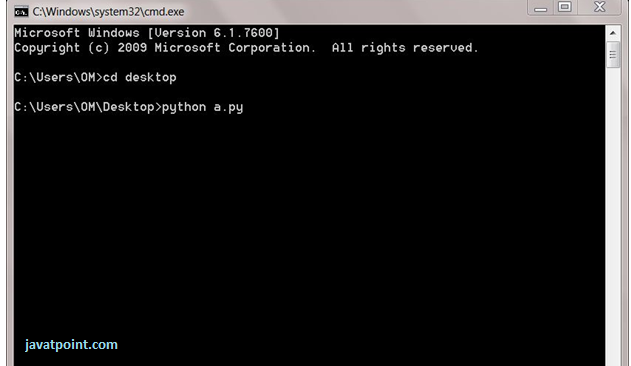 C:\Windows\system32\cmd.exe
Microsoft Windows [Version 6.1.7600]
Copyright (c) 2009 Microsoft Corporation.  All rights reserved.
C:\Users\OM>cd desktop
C:\Users\OM\Desktop>python a.py
javatpoint.com